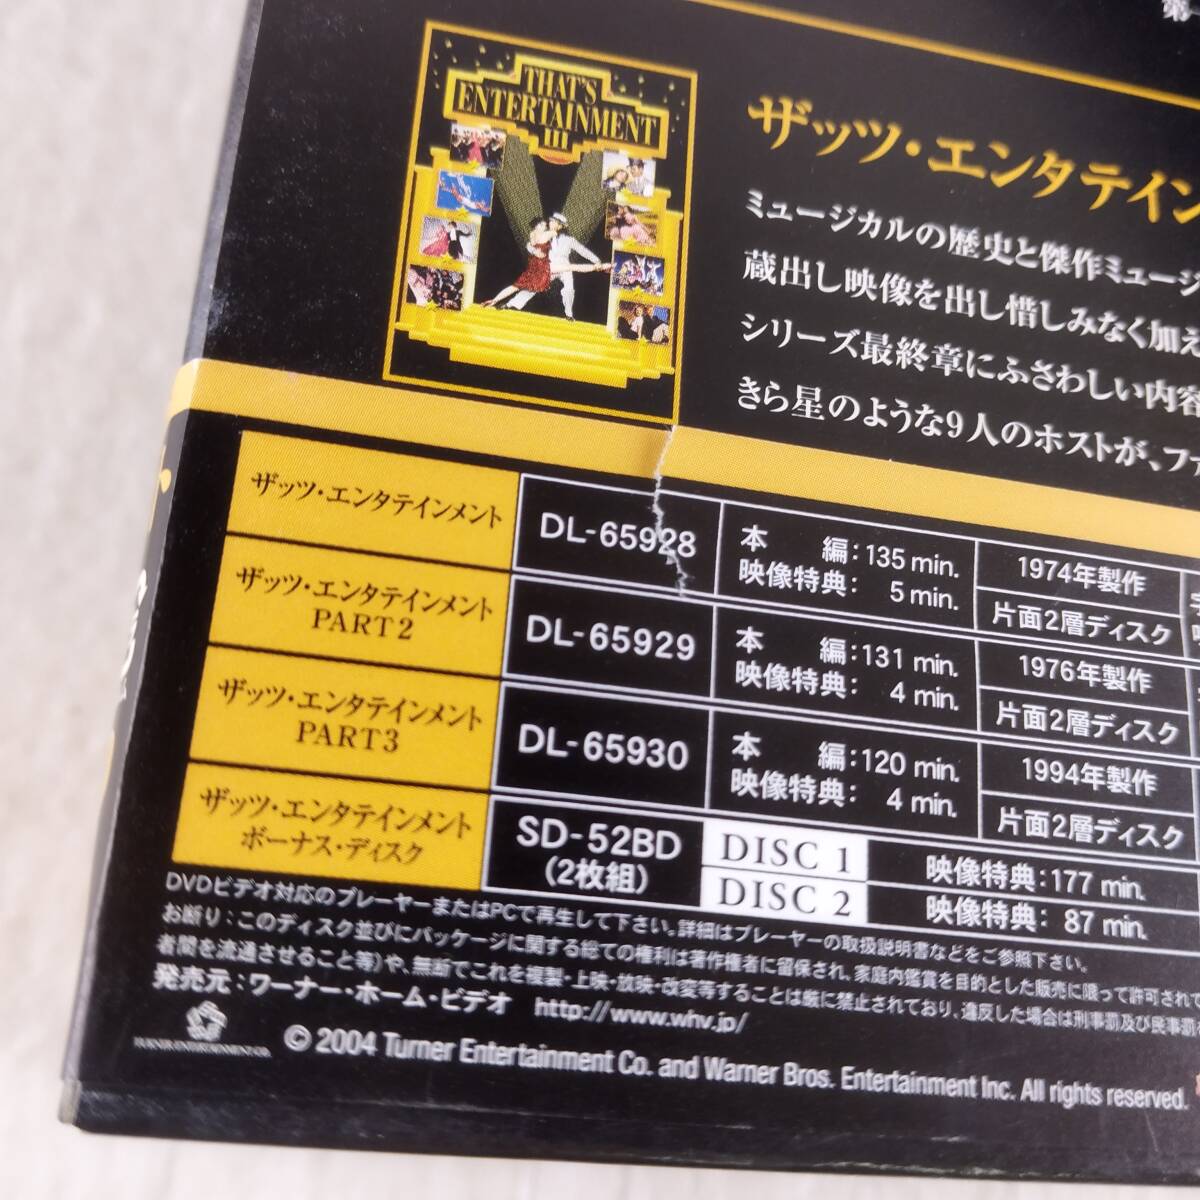 第
THAT'S
ENTERTAINMENT
III
ザッツ・エンタテイン
ミュージカルの歴史と傑作ミュージ
蔵出し映像を出し惜しみなく加え
シリーズ最終章にふさわしい内容
きら星のような9人のホストが、ファ
ザッツ・エンタテインメント
DL-65928
本 編:135 min.
映像特典: 5 min.
1974年製作
片面2層ディスク
ザッツ・エンタテインメント
PART2
DL-65929
本 編:131 min.
映像特典: 4 min.
1976年製作
片面2層ディスク
ザッツ・エンタテインメント
PART3
DL-65930
本 編:120 min.
映像特典: 4 min.
1994年製作
片面2層ディスク
ザッツ・エンタテインメント
ボーナス・ディスク
SD-52BD
(2枚組)
DISC 1
映像特典:177 min.
DISC 2
映像特典: 87 min.
DVDビデオ対応のプレーヤーまたはPCで再生して下さい。詳細はプレーヤーの取扱説明書などをご参照下さい。
お断り:このディスク並びにパッケージに関する総ての権利は著作権者に留保され、家庭内鑑賞を目的とした販売に限って許可されて
者間を流通させること等)や、無断でこれを複製・上映・放映・改変等することは厳に禁止されており、違反した場合は刑事罰及び民事罰
発売元:ワーナー・ホーム・ビデオ http://www.whv.jp/
TURNER ENTERTAINMENT CO.
© 2004 Turner Entertainment Co. and Warner Bros. Entertainment Inc. All rights reserved.